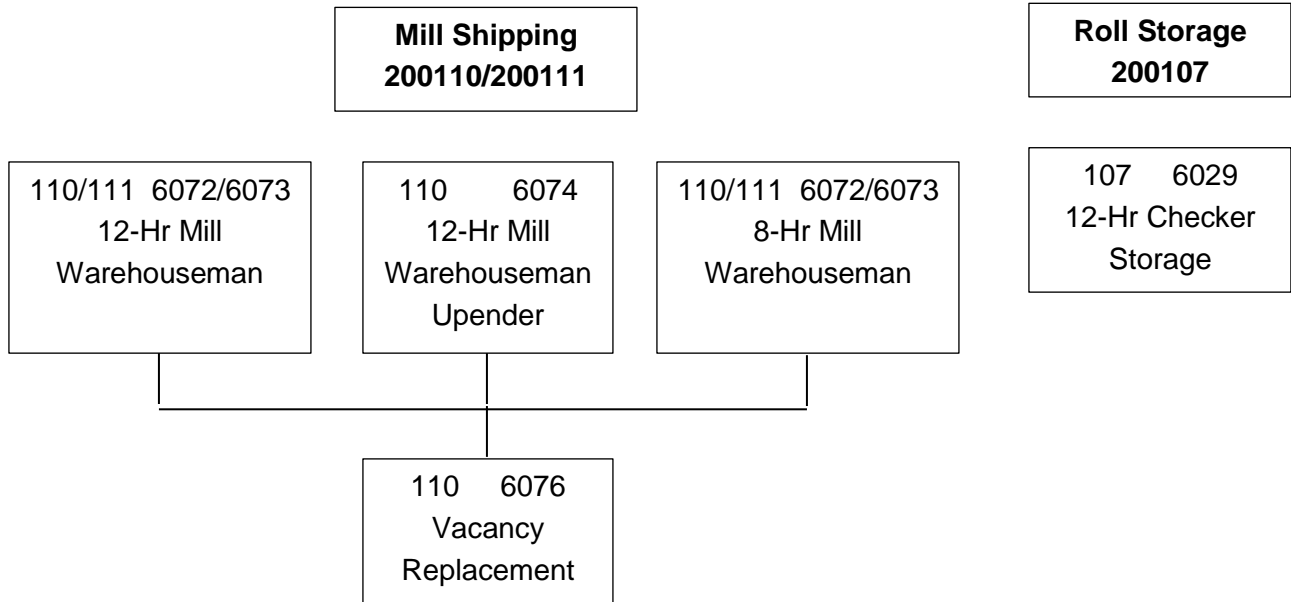 Mill Shipping
200110/200111
Roll Storage
200107
110/111 6072/6073
12-Hr Mill
Warehouseman
110 6074
12-Hr Mill
Warehouseman
Upender
110/111 6072/6073
8-Hr Mill
Warehouseman
107 6029
12-Hr Checker
Storage
110 6076
Vacancy
Replacement